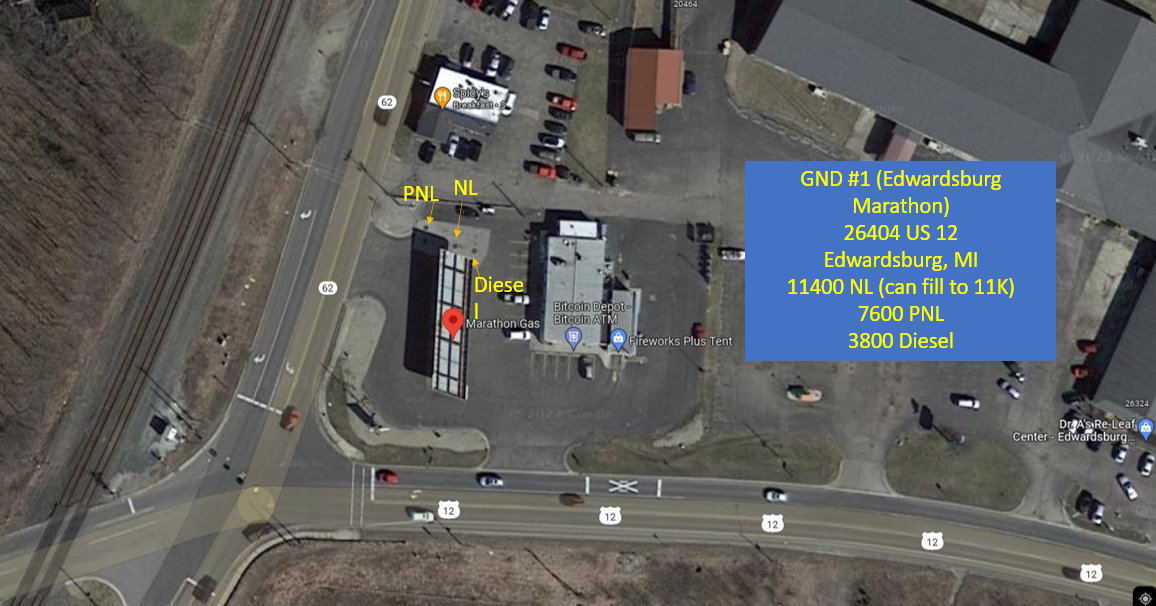 20464
Spicy's
Breakfast · $
62
PNL
NL
GND #1 (Edwardsburg
Marathon)
26404 US 12
Edwardsburg, MI
11400 NL (can fill to 11K)
7600 PNL
3800 Diesel
62
Diese
l
Marathon Gas
Bitcoin Depot -
Bitcoin ATM
Fireworks Plus Tent
26324
Dr. A's Re-Leaf
Center - Edwardsburg...
12
12
12
12
12